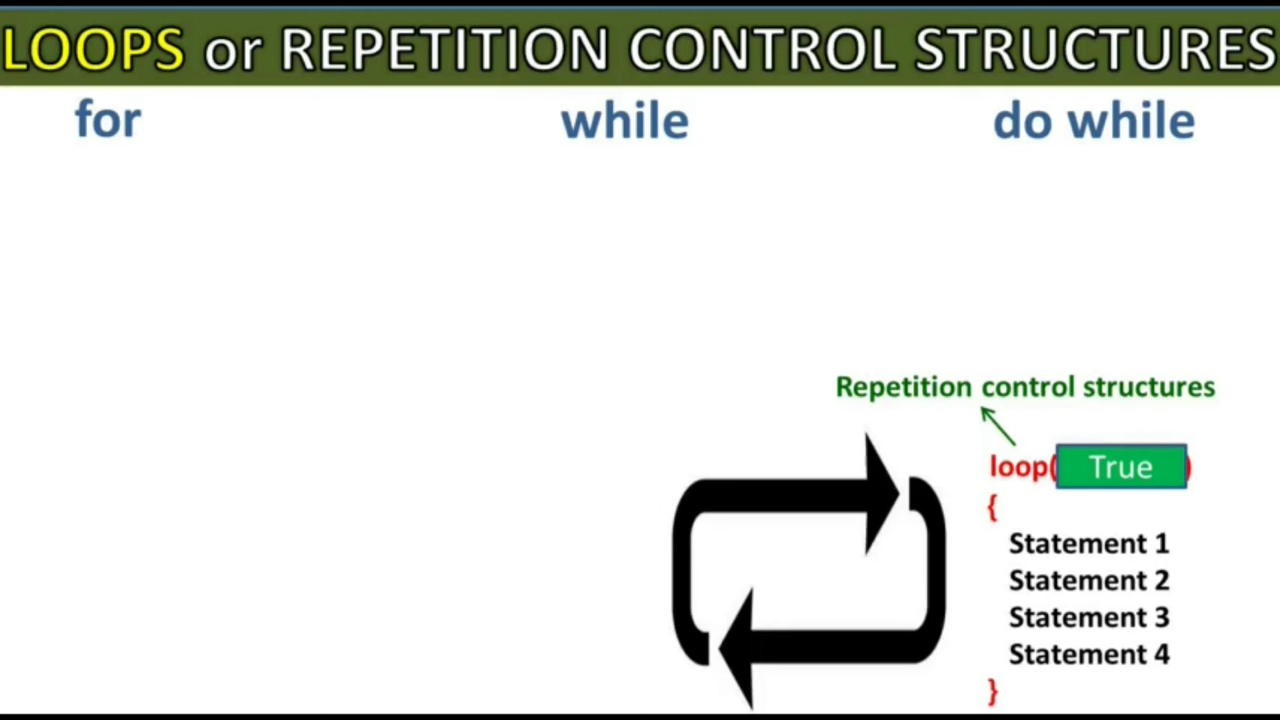 LOOPS or REPETITION CONTROL STRUCTURES
for while do while
Repetition control structures
loop( True )
{
Statement 1
Statement 2
Statement 3
Statement 4
}